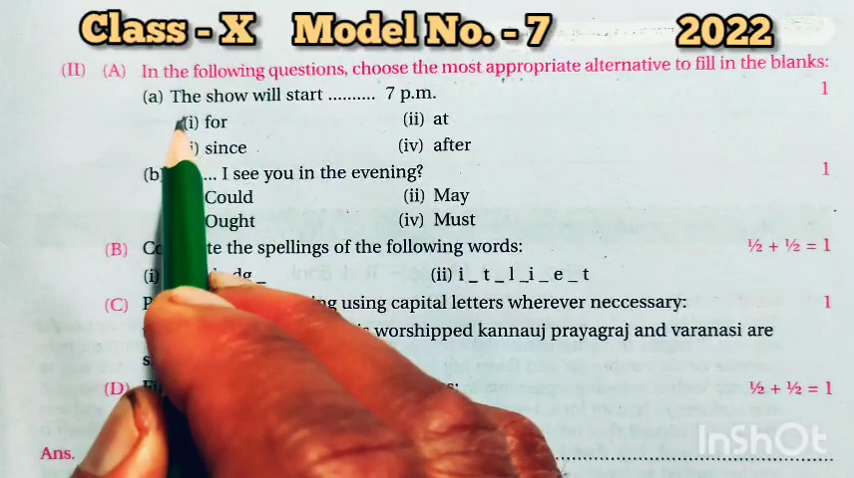 Class - X Model No. - 7 2022
(II) (A) In the following questions, choose the most appropriate alternative to fill in the blanks:
(a) The show will start .......... 7 p.m. 1
(i) for (ii) at
i) since (iv) after
(b) ... I see you in the evening? 1
Could (ii) May
Ought (iv) Must
(B) te the spellings of the following words: ½ + ½ = 1
(i) dg_ (ii) i _ t _ l _i _ e _ t
(C) using capital letters wherever neccessary: 1
worshipped kannauj prayagraj and varanasi are
(D) ½ + ½ = 1
Ans.
InShOt